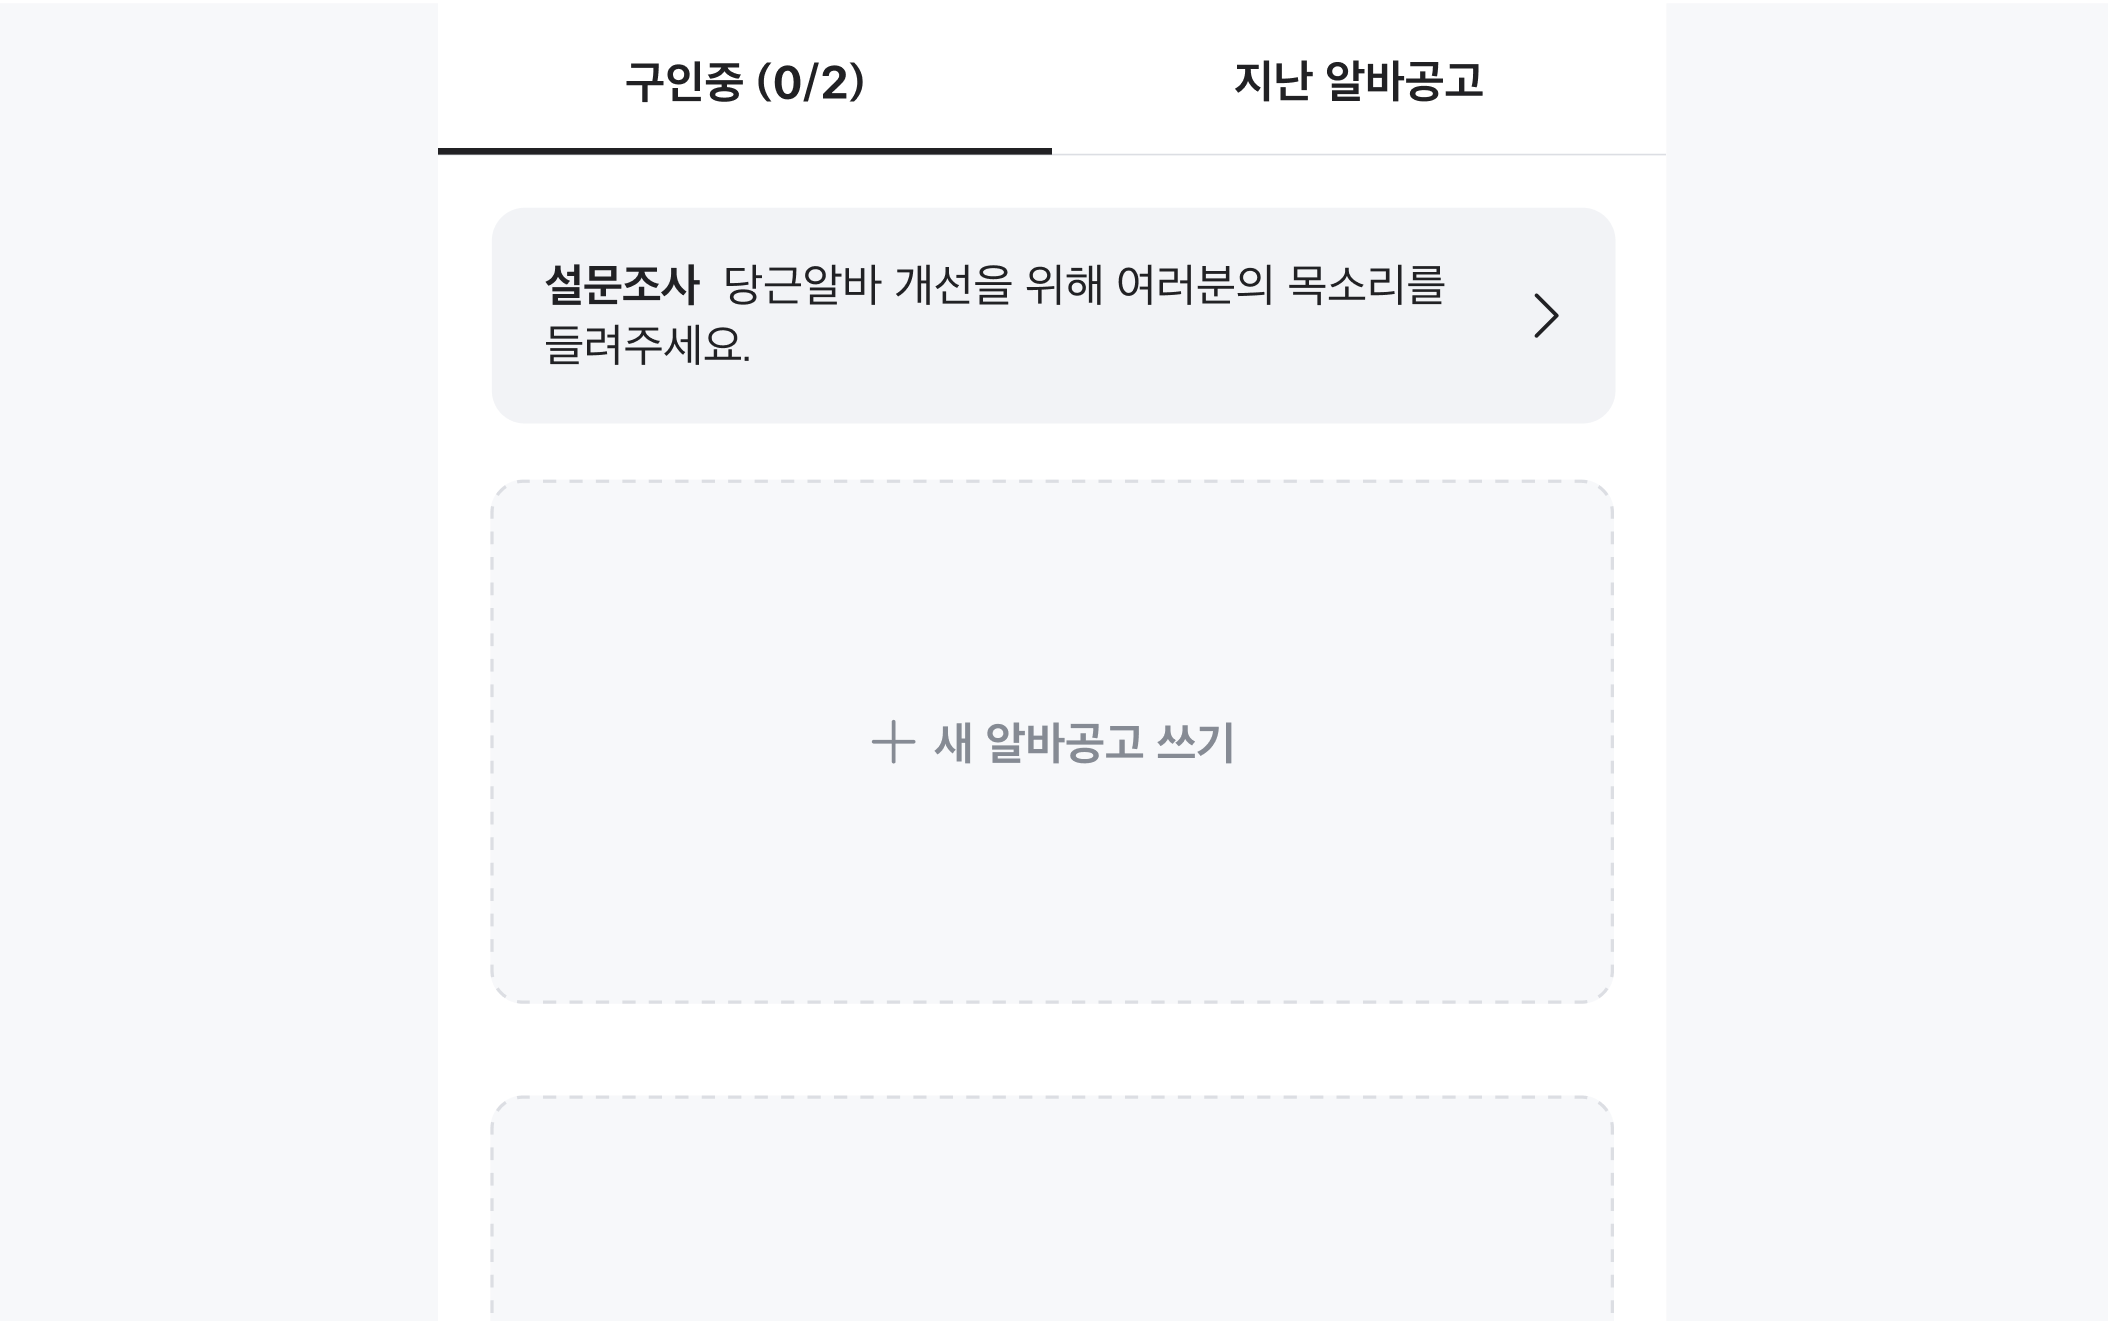 구인중 (0/2)
지난 알바공고
설문조사 당근알바 개선을 위해 여러분의 목소리를
들려주세요.
새 알바공고 쓰기